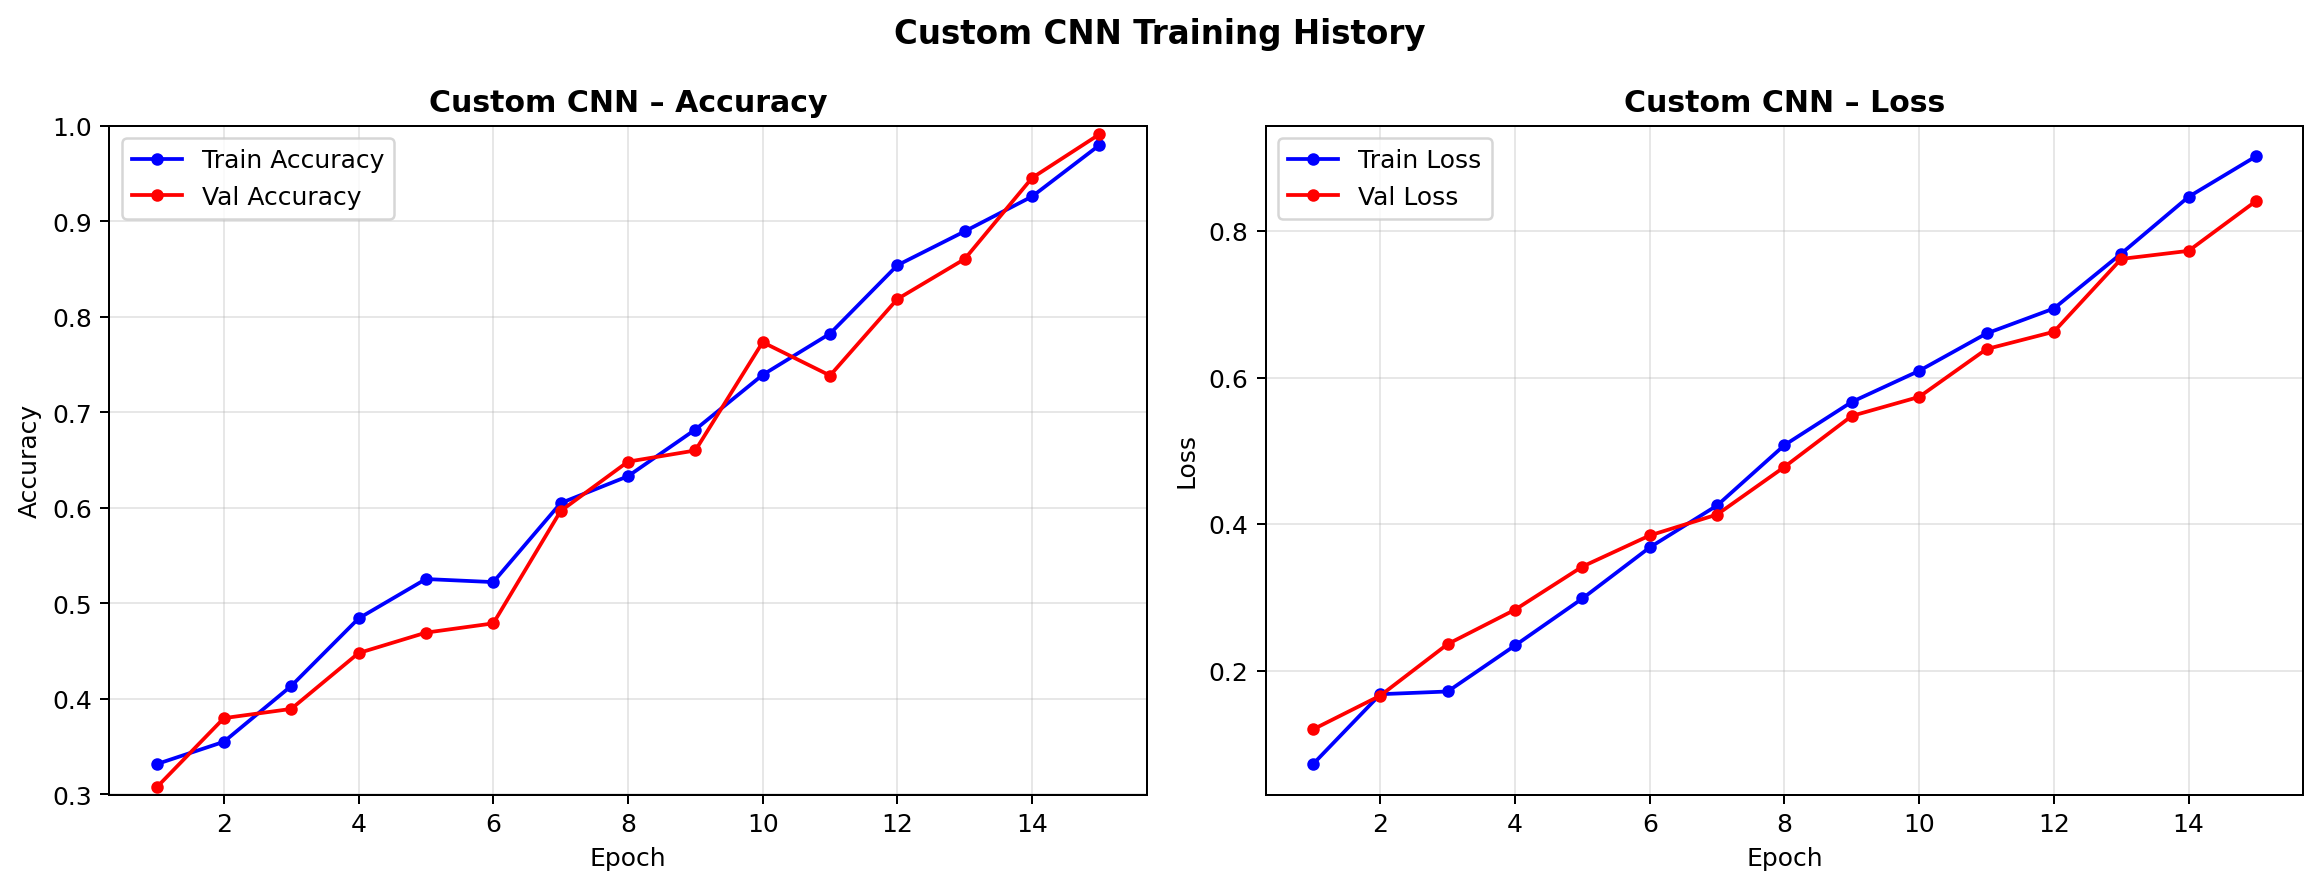 Custom CNN Training History
Custom CNN – Accuracy
Train Accuracy
Val Accuracy
Accuracy
1.0
0.9
0.8
0.7
0.6
0.5
0.4
0.3
2 4 6 8 10 12 14
Epoch
Custom CNN – Loss
Train Loss
Val Loss
Loss
0.8
0.6
0.4
0.2
2 4 6 8 10 12 14
Epoch